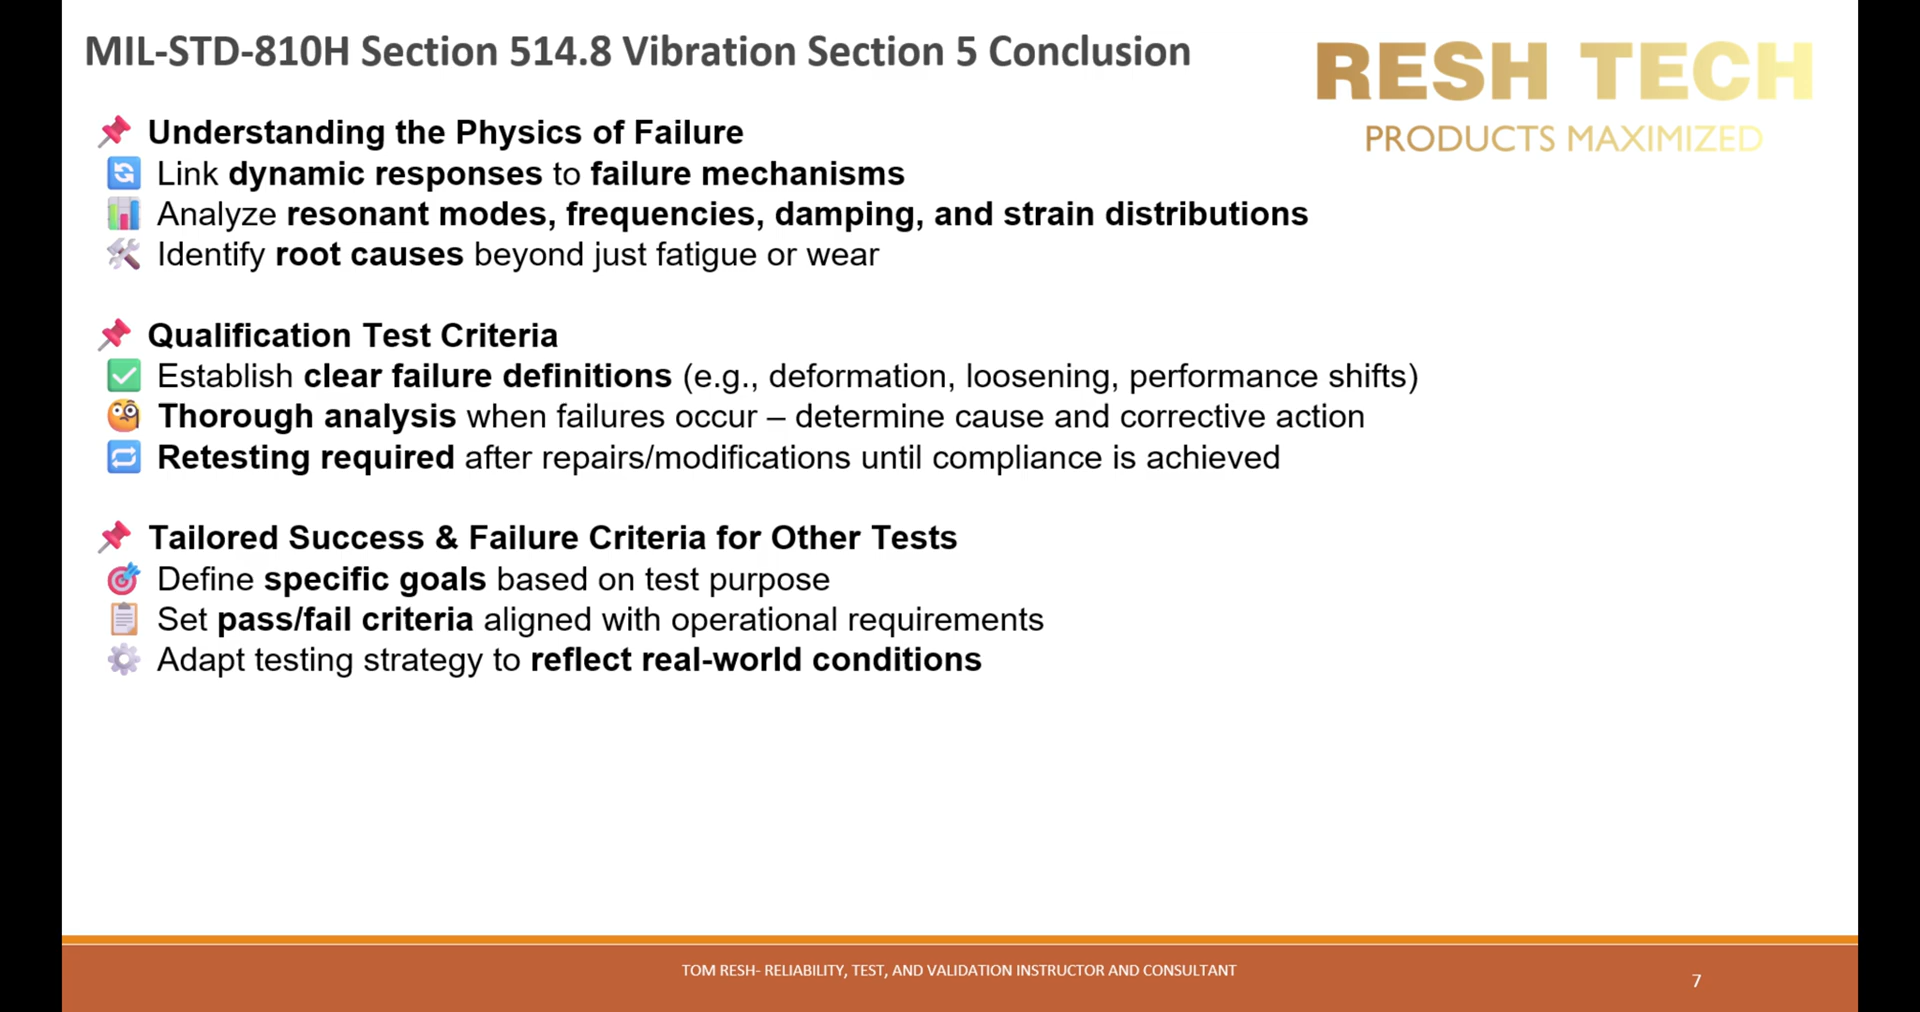 MIL-STD-810H Section 514.8 Vibration Section 5 Conclusion
RESH TECH
PRODUCTS MAXIMIZED
Understanding the Physics of Failure
Link dynamic responses to failure mechanisms
Analyze resonant modes, frequencies, damping, and strain distributions
Identify root causes beyond just fatigue or wear
Qualification Test Criteria
Establish clear failure definitions (e.g., deformation, loosening, performance shifts)
Thorough analysis when failures occur – determine cause and corrective action
Retesting required after repairs/modifications until compliance is achieved
Tailored Success & Failure Criteria for Other Tests
Define specific goals based on test purpose
Set pass/fail criteria aligned with operational requirements
Adapt testing strategy to reflect real-world conditions
TOM RESH- RELIABILITY, TEST, AND VALIDATION INSTRUCTOR AND CONSULTANT
7